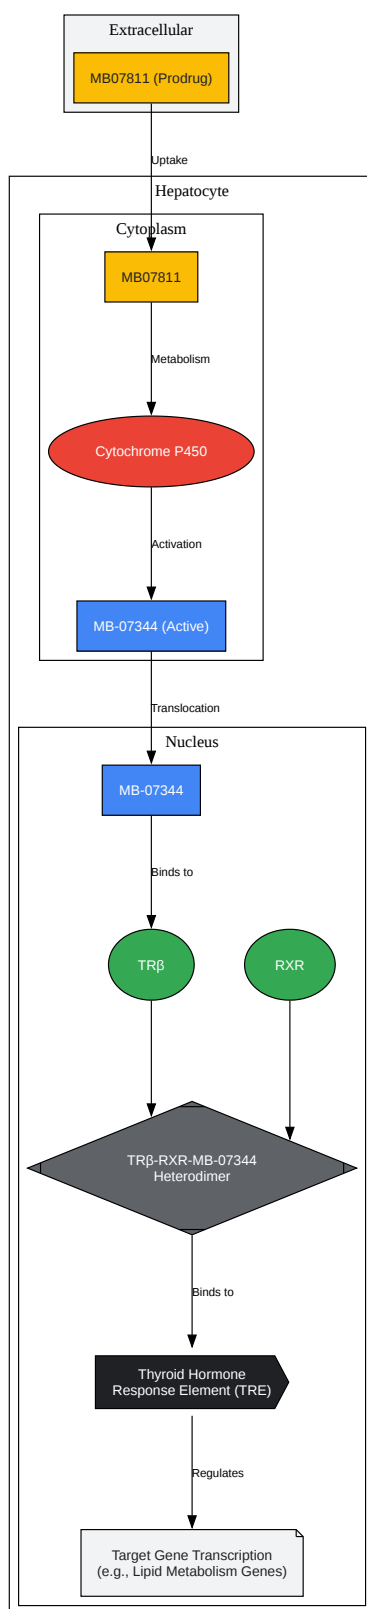 Extracellular
MB07811 (Prodrug)
Uptake
Hepatocyte
Cytoplasm
MB07811
Metabolism
Cytochrome P450
Activation
MB-07344 (Active)
Translocation
Nucleus
MB-07344
Binds to
TRβ
RXR
TRβ-RXR-MB-07344
Heterodimer
Binds to
Thyroid Hormone
Response Element (TRE)
Regulates
Target Gene Transcription
(e.g., Lipid Metabolism Genes)